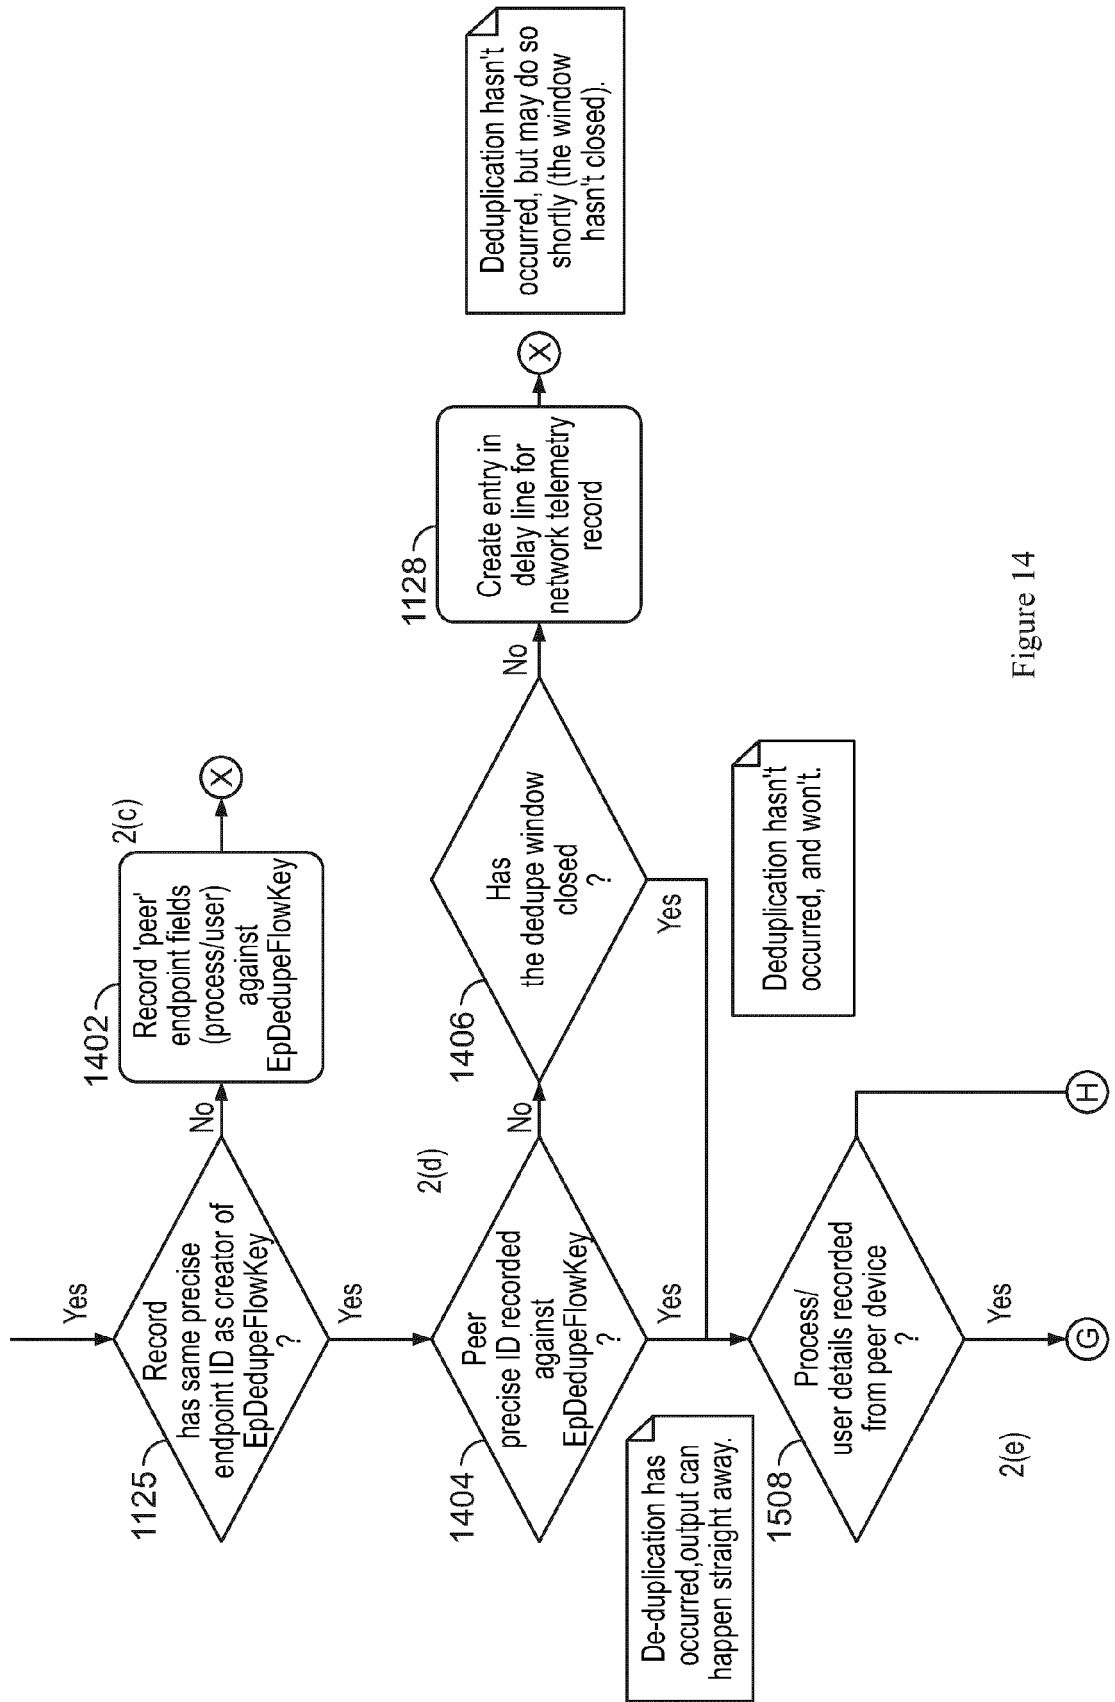 Yes
1125
Record
has same precise
endpoint ID as creator of
EpDedupeFlowKey
?
No
1402
Record 'peer'
endpoint fields
(process/user)
against
EpDedupeFlowKey
2(c)
X
Yes
1404
Peer
precise ID recorded
against
EpDedupeFlowKey
?
2(d)
No
1406
Has
the dedupe window
closed
?
No
1128
Create entry in
delay line for
network telemetry
record
X
Deduplication hasn't
occurred, but may do so
shortly (the window
hasn't closed).
De-duplication has
occurred,output can
happen straight away.
Yes
Yes
Deduplication hasn't
occurred, and won't.
1508
Process/
user details recorded
from peer device
?
2(e)
Yes
G
H
Figure 14